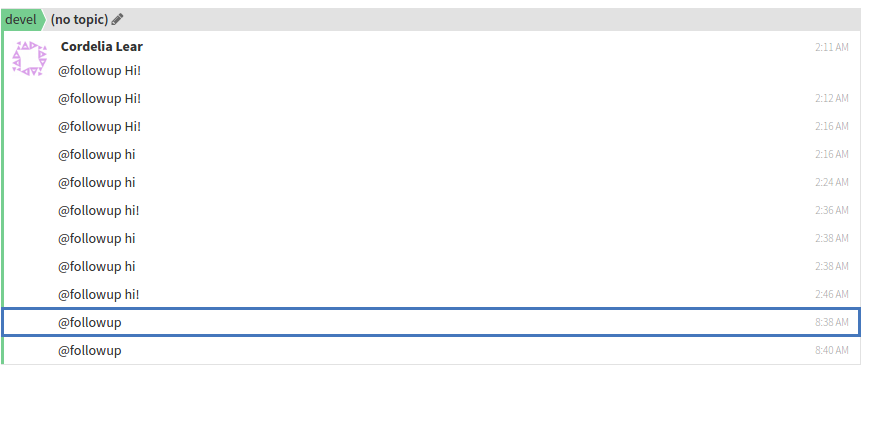 devel (no topic)
Cordelia Lear 2:11 AM
@followup Hi!
@followup Hi! 2:12 AM
@followup Hi! 2:16 AM
@followup hi 2:16 AM
@followup hi 2:24 AM
@followup hi! 2:36 AM
@followup hi 2:38 AM
@followup hi 2:38 AM
@followup hi! 2:46 AM
@followup 8:38 AM
@followup 8:40 AM